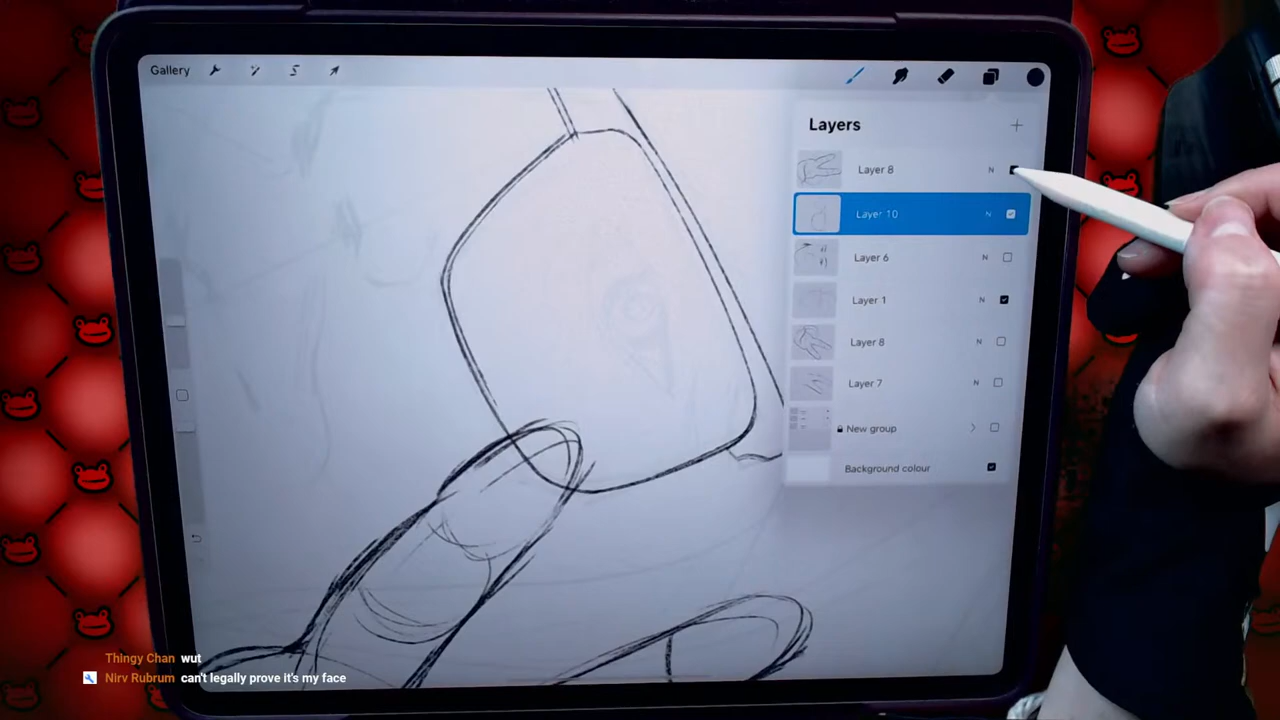 Gallery
Layers
Layer 8 N
Layer 10 N
Layer 6 N
Layer 1 N
Layer 8 N
Layer 7 N
New group
Background colour
Thingy Chan wut
Nirv Rubrum can't legally prove it's my face